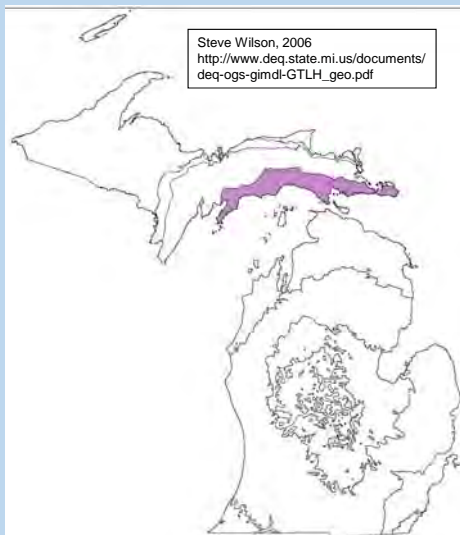 Steve Wilson, 2006
http://www.deq.state.mi.us/documents/
deq-ogs-gimdl-GTLH_geo.pdf